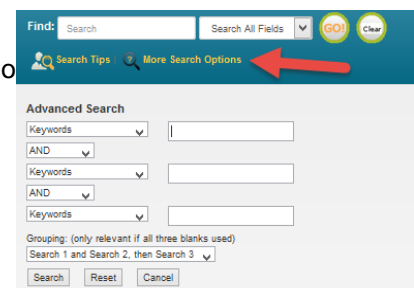 Find: Search Search All Fields GO! Clear
o
Search Tips | ? More Search Options
Advanced Search
Keywords
AND
Keywords
AND
Keywords
Grouping: (only relevant if all three blanks used)
Search 1 and Search 2, then Search 3
Search Reset Cancel